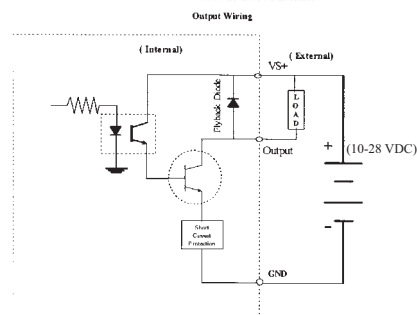 Output Wiring
( Internal)
( External)
VS+
Flyback Diode
L
O
A
D
Output
+
(10-28 VDC)
-
Short
Circuit
Protection
GND